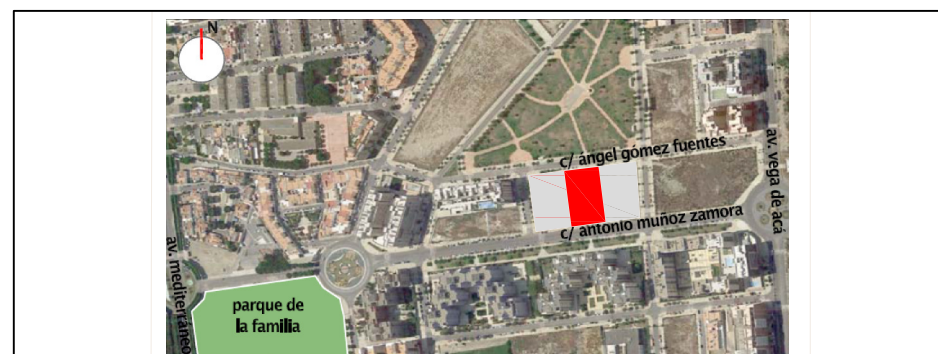 N
c/ ángel gómez fuentes
av. vega de acá
c/ antonio muñoz zamora
av. mediterráneo
parque de
la familia